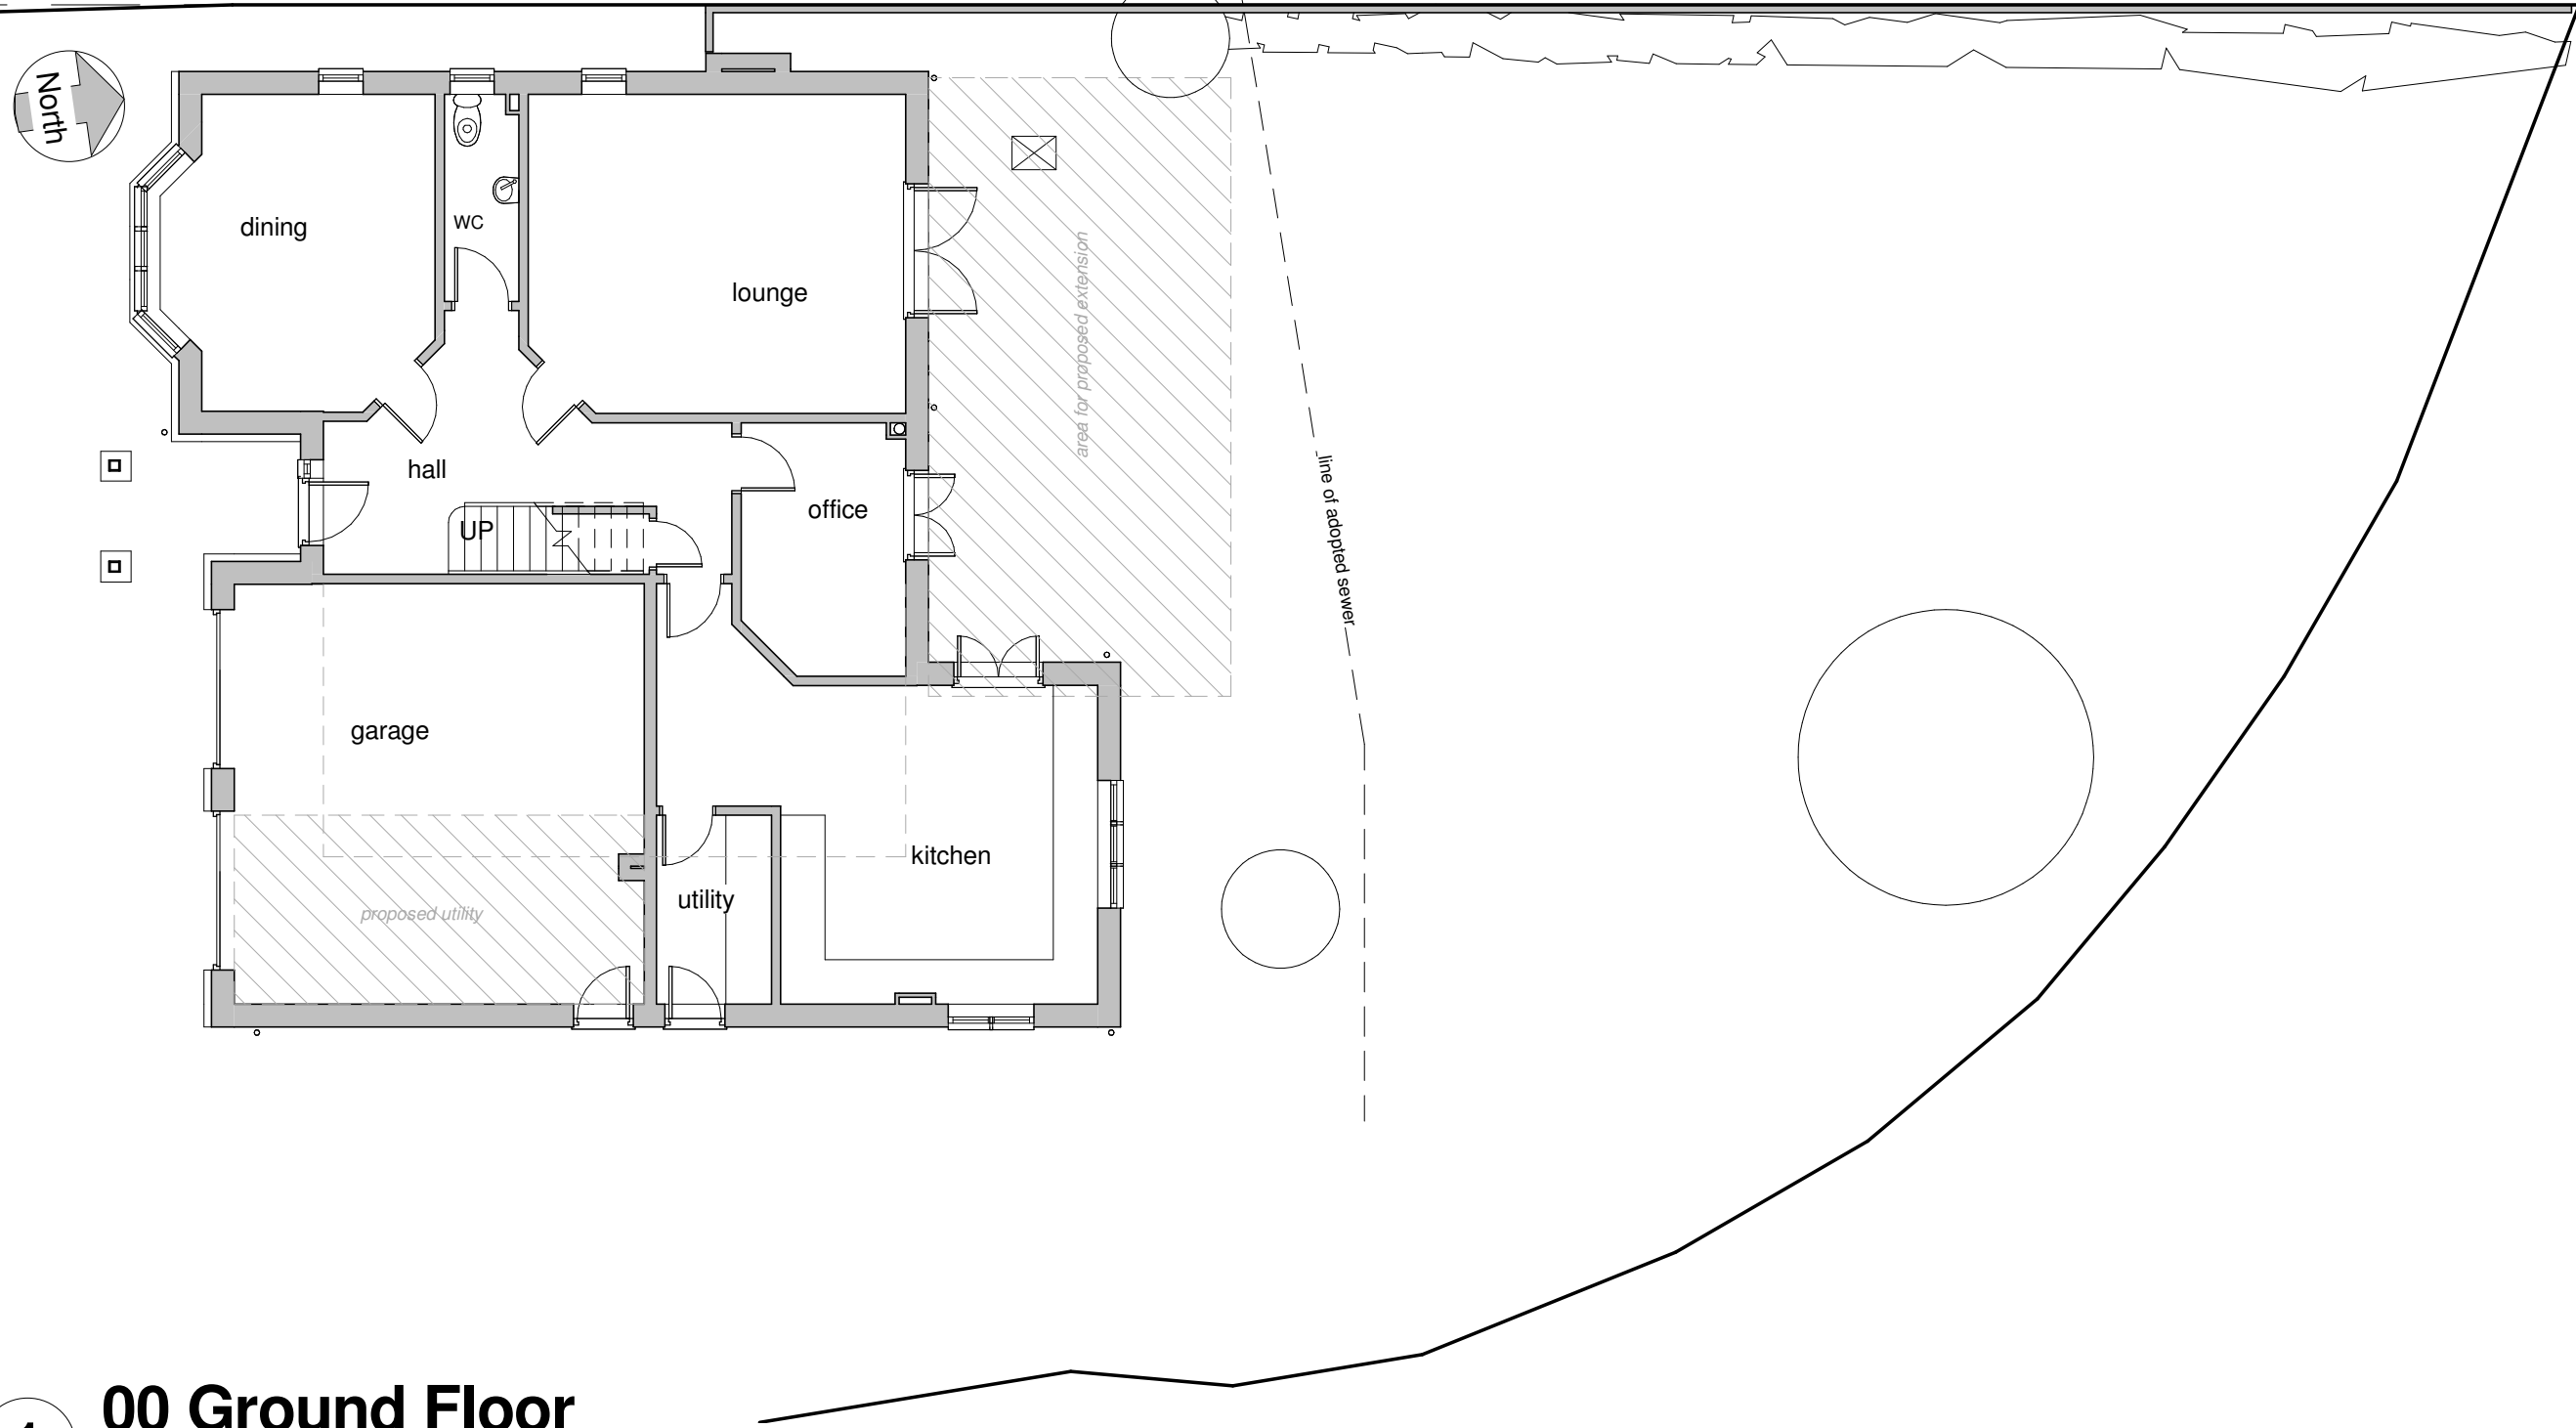 North
dining
WC
lounge
area for proposed extension
hall
UP
office
line of adopted sewer
garage
kitchen
utility
proposed utility
00 Ground Floor